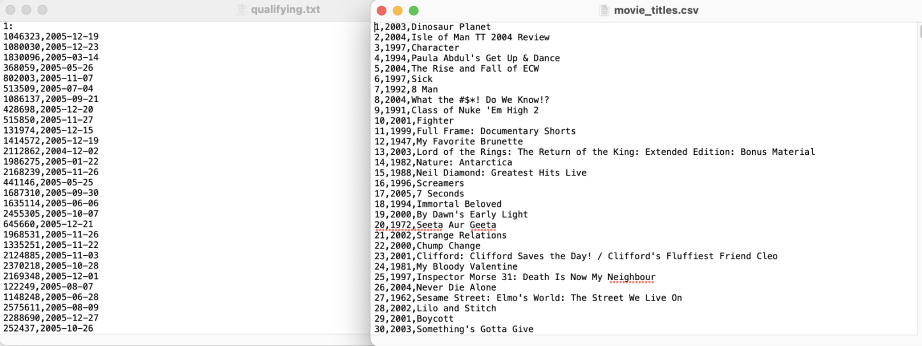 qualifying.txt
1:
1046323,2005-12-19
1080030,2005-12-23
1830096,2005-03-14
368059,2005-05-26
802003,2005-11-07
513509,2005-07-04
1086137,2005-09-21
428698,2005-12-20
515850,2005-11-27
131974,2005-12-15
1414572,2005-12-19
2112862,2004-12-02
1986275,2005-01-22
2168239,2005-11-26
441146,2005-05-25
1687310,2005-09-30
1635114,2005-06-06
2455305,2005-10-07
645660,2005-12-21
1968531,2005-11-26
1335251,2005-11-22
2124885,2005-11-03
2370218,2005-10-28
2169348,2005-12-01
122249,2005-08-07
1148248,2005-06-28
2575611,2005-08-09
2288690,2005-12-27
252437,2005-10-26
movie_titles.csv
1,2003,Dinosaur Planet
2,2004,Isle of Man TT 2004 Review
3,1997,Character
4,1994,Paula Abdul's Get Up & Dance
5,2004,The Rise and Fall of ECW
6,1997,Sick
7,1992,8 Man
8,2004,What the #$*! Do We Know!?
9,1991,Class of Nuke 'Em High 2
10,2001,Fighter
11,1999,Full Frame: Documentary Shorts
12,1947,My Favorite Brunette
13,2003,Lord of the Rings: The Return of the King: Extended Edition: Bonus Material
14,1982,Nature: Antarctica
15,1988,Neil Diamond: Greatest Hits Live
16,1996,Screamers
17,2005,7 Seconds
18,1994,Immortal Beloved
19,2000,By Dawn's Early Light
20,1972,Seeta Aur Geeta
21,2002,Strange Relations
22,2000,Chump Change
23,2001,Clifford: Clifford Saves the Day! / Clifford's Fluffiest Friend Cleo
24,1981,My Bloody Valentine
25,1997,Inspector Morse 31: Death Is Now My Neighbour
26,2004,Never Die Alone
27,1962,Sesame Street: Elmo's World: The Street We Live On
28,2002,Lilo and Stitch
29,2001,Boycott
30,2003,Something's Gotta Give